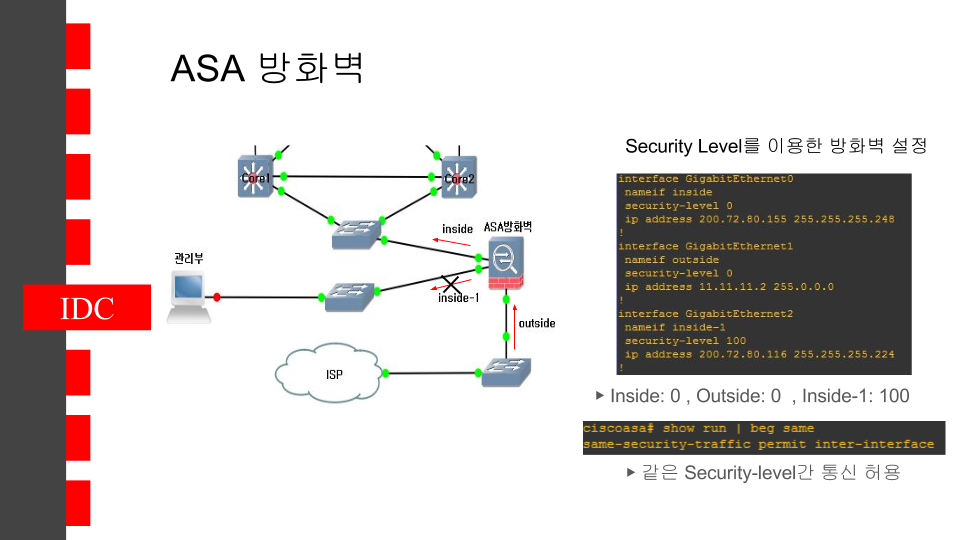 ASA 방화벽
Security Level를 이용한 방화벽 설정
Core1
Core2
inside
ASA방화벽
관리부
inside-1
outside
ISP
IDC
interface GigabitEthernet0
nameif inside
security-level 0
ip address 200.72.80.155 255.255.255.248
!
interface GigabitEthernet1
nameif outside
security-level 0
ip address 11.11.11.2 255.0.0.0
!
interface GigabitEthernet2
nameif inside-1
security-level 100
ip address 200.72.80.116 255.255.255.224
!
Inside: 0 , Outside: 0 , Inside-1: 100
ciscoasa# show run | beg same
same-security-traffic permit inter-interface
같은 Security-level간 통신 허용